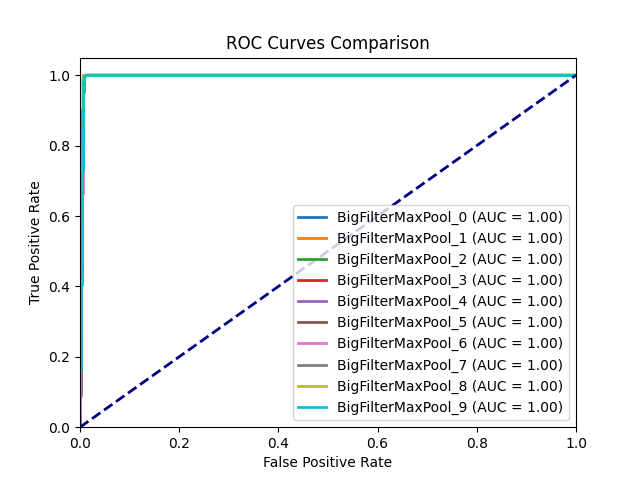 ROC Curves Comparison
True Positive Rate
1.0
0.8
0.6
0.4
0.2
0.0
BigFilterMaxPool_0 (AUC = 1.00)
BigFilterMaxPool_1 (AUC = 1.00)
BigFilterMaxPool_2 (AUC = 1.00)
BigFilterMaxPool_3 (AUC = 1.00)
BigFilterMaxPool_4 (AUC = 1.00)
BigFilterMaxPool_5 (AUC = 1.00)
BigFilterMaxPool_6 (AUC = 1.00)
BigFilterMaxPool_7 (AUC = 1.00)
BigFilterMaxPool_8 (AUC = 1.00)
BigFilterMaxPool_9 (AUC = 1.00)
0.0 0.2 0.4 0.6 0.8 1.0
False Positive Rate